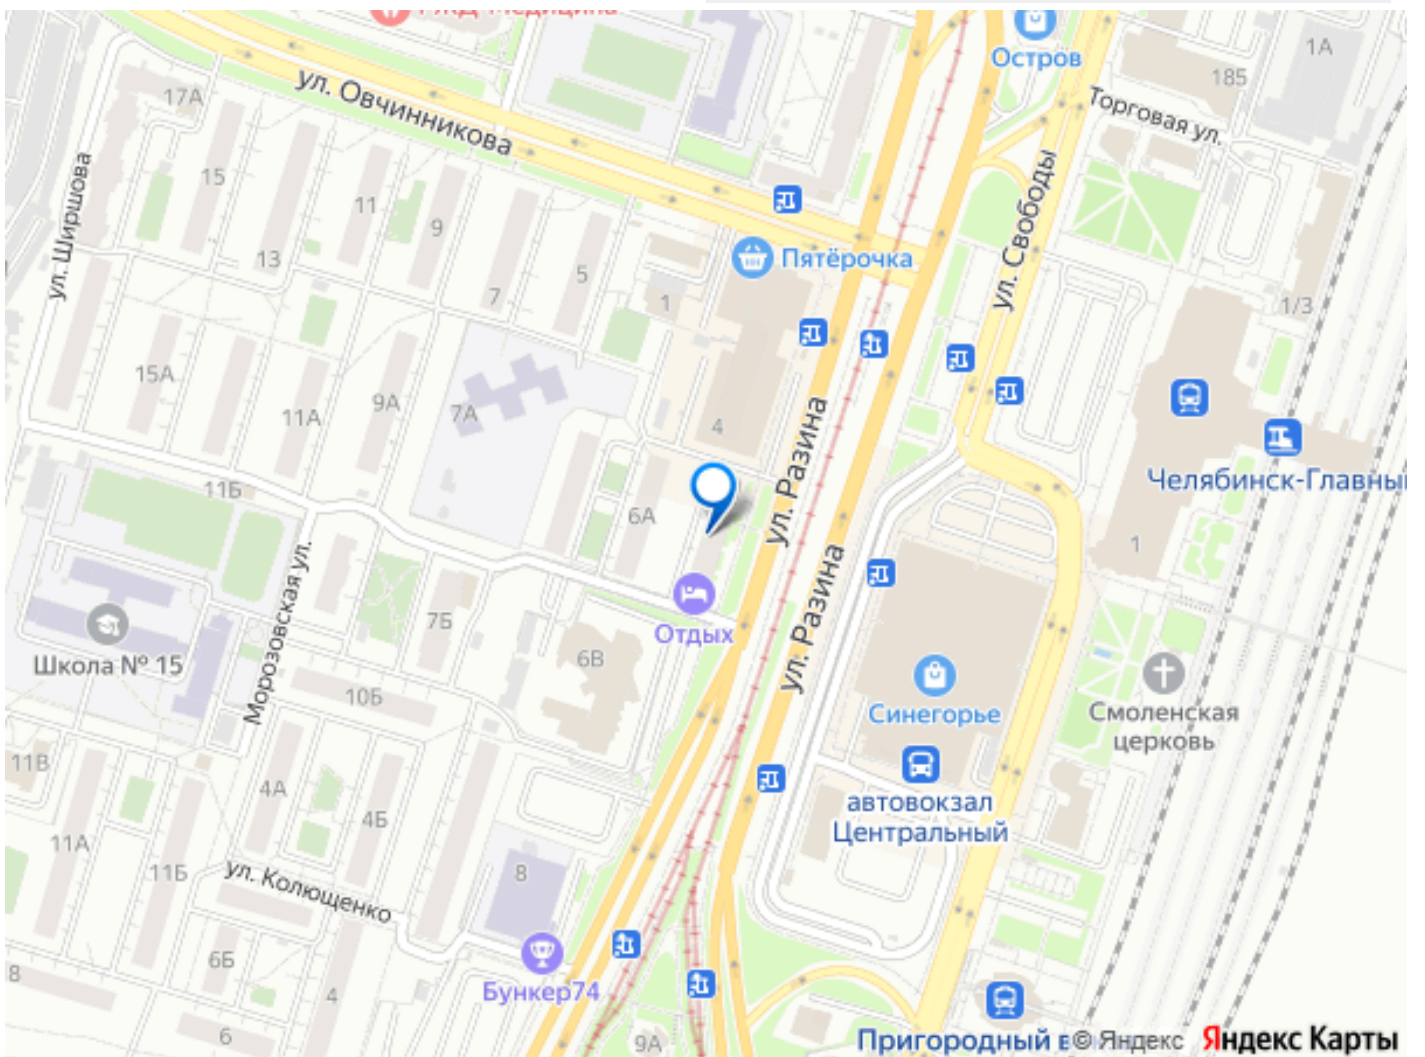 РЖД-Медицина
Остров
1А
185
17А
ул. Овчинникова
Торговая ул.
ул. Ширшова
15
11
9
ул. Свободы
13
5
Пятёрочка
7
1
1/3
15А
9А
11А
7А
4
ул. Разина
Челябинск-Главный
11Б
6А
1
ул. Разина
Морозовская ул.
7Б
Отдых
Школа № 15
6В
10Б
Синегорье
Смоленская
церковь
11В
4А
4Б
автовокзал
Центральный
11А
11Б
ул. Колющенко
8
6Б
8
4
Бункер74
6
9А
Пригородный в
© Яндекс
Яндекс Карты